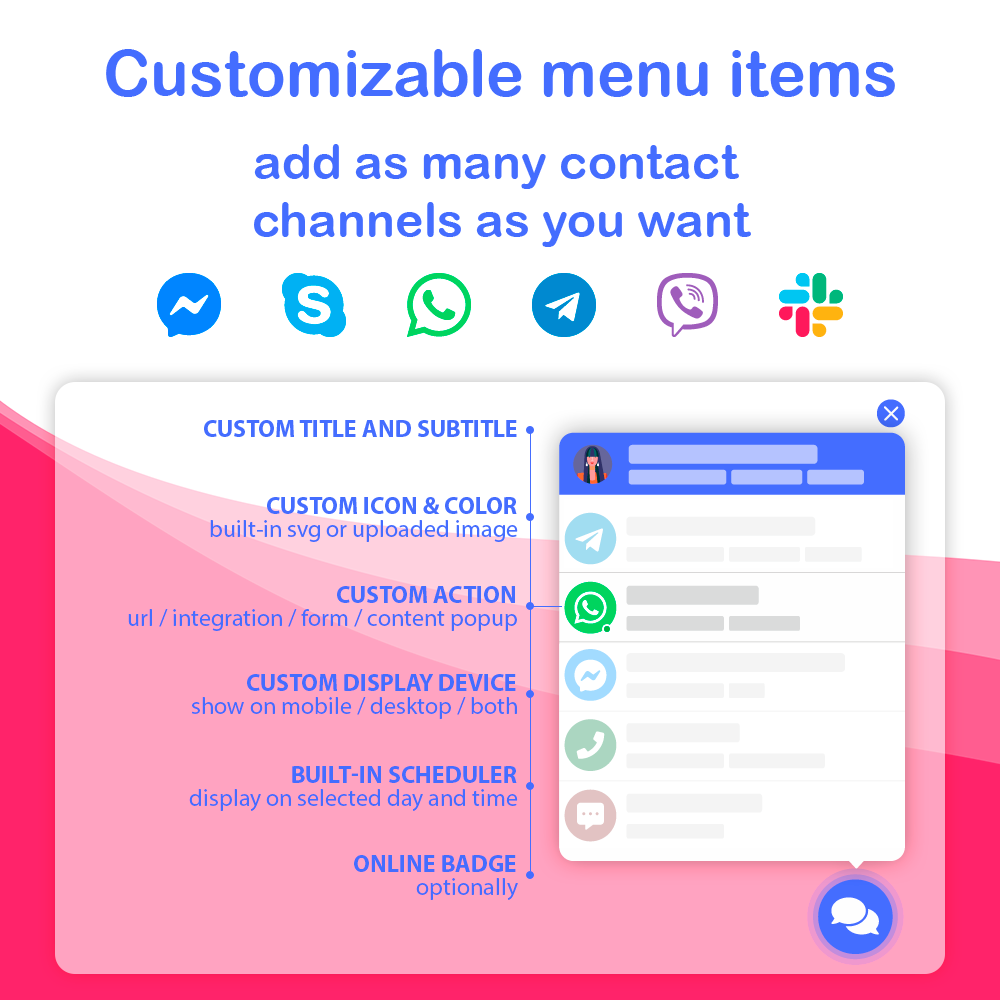 Customizable menu items
add as many contact
channels as you want
CUSTOM TITLE AND SUBTITLE
CUSTOM ICON & COLOR
built-in svg or uploaded image
CUSTOM ACTION
url / integration / form / content popup
CUSTOM DISPLAY DEVICE
show on mobile / desktop / both
BUILT-IN SCHEDULER
display on selected day and time
ONLINE BADGE
optionally